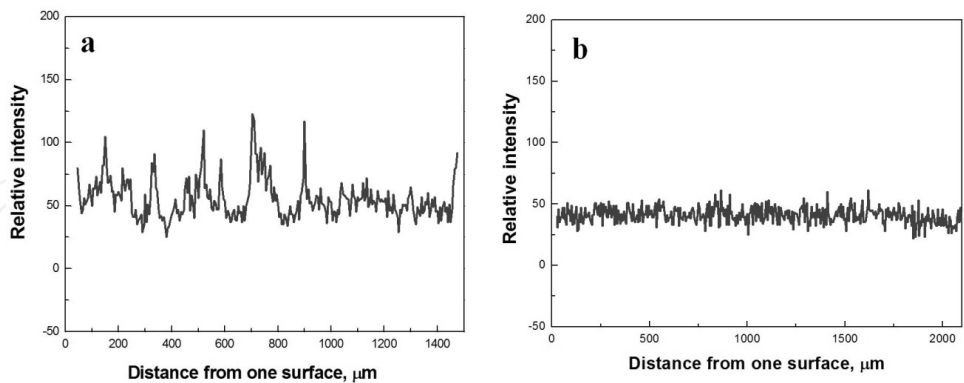 a
200
150
100
50
0
-50
0 200 400 600 800 1000 1200 1400
Relative intensity
Distance from one surface, μm
b
200
150
100
50
0
-50
0 500 1000 1500 2000
Relative intensity
Distance from one surface, μm